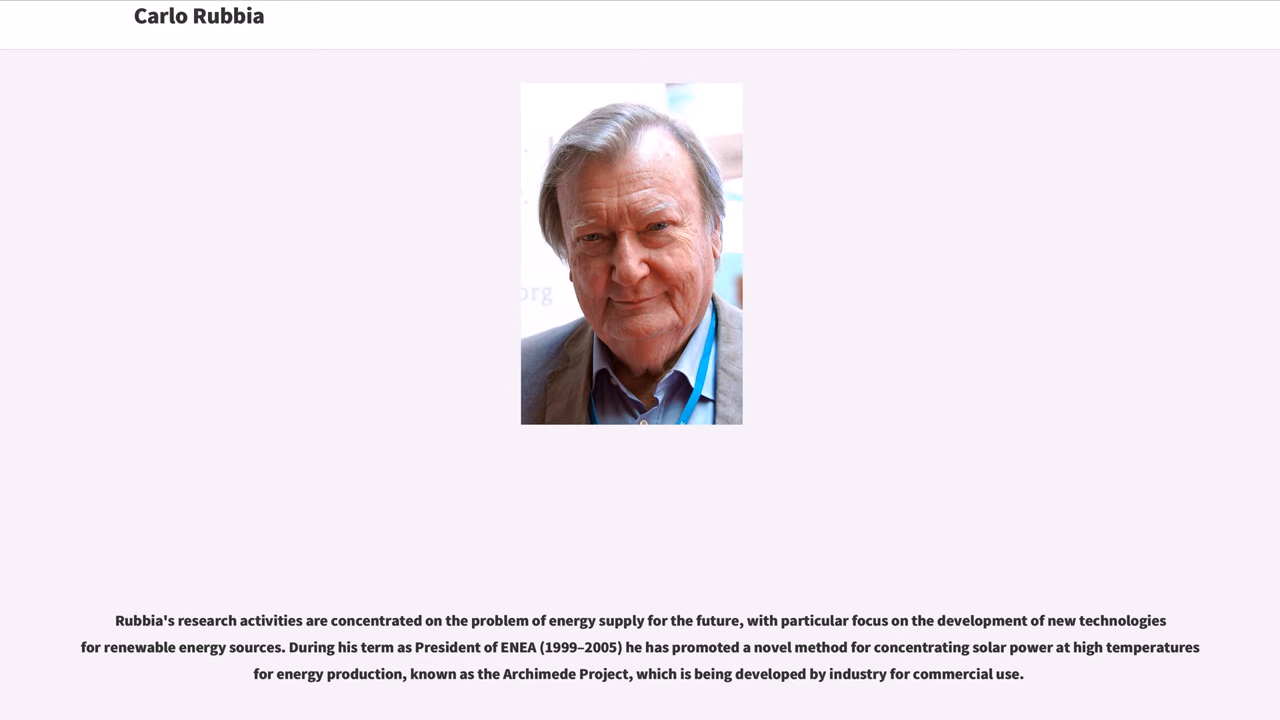 Carlo Rubbia
org
Rubbia's research activities are concentrated on the problem of energy supply for the future, with particular focus on the development of new technologies
for renewable energy sources. During his term as President of ENEA (1999–2005) he has promoted a novel method for concentrating solar power at high temperatures
for energy production, known as the Archimede Project, which is being developed by industry for commercial use.